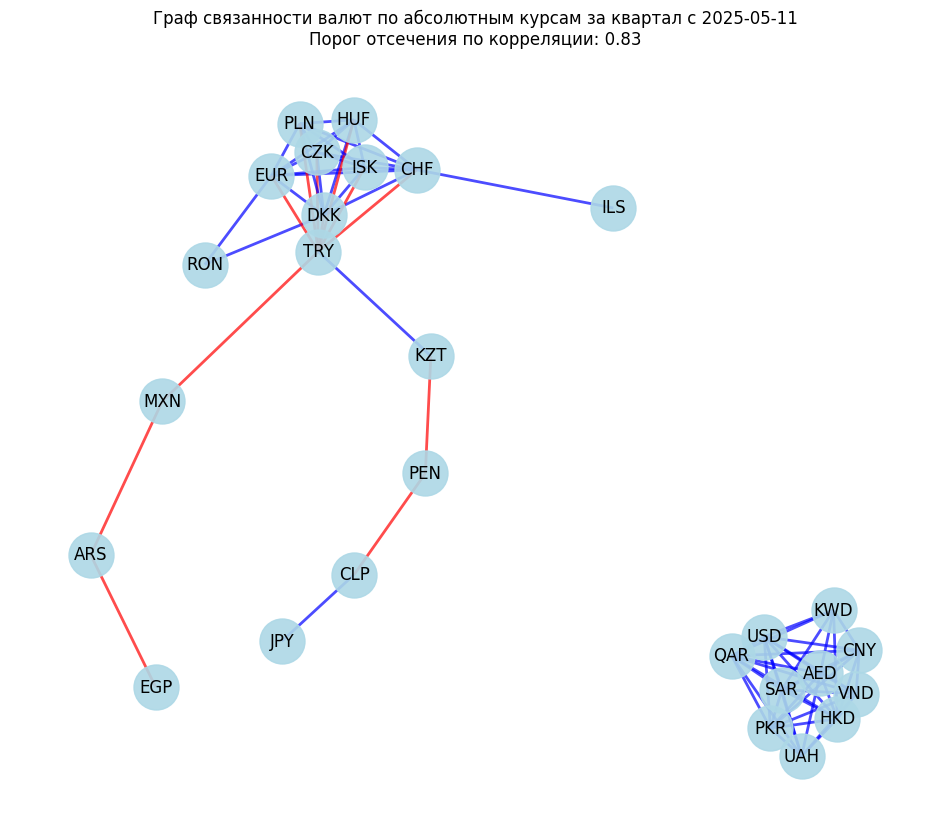 Граф связанности валют по абсолютным курсам за квартал с 2025-05-11
Порог отсечения по корреляции: 0.83
PLN
HUF
CZK
ISK
CHF
EUR
ILS
DKK
TRY
RON
KZT
MXN
PEN
ARS
CLP
KWD
USD
JPY
CNY
QAR
AED
EGP
SAR
VND
HKD
PKR
UAH